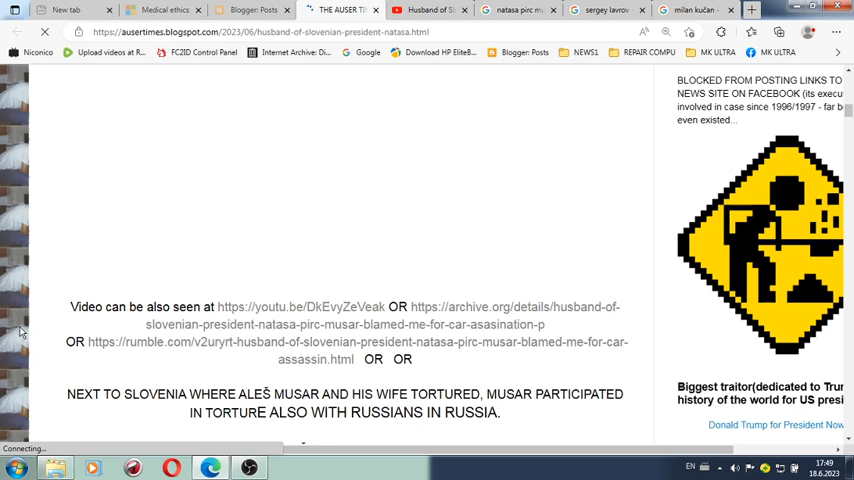 New tab
Medical ethics
Blogger: Posts
THE AUSER TI
Husband of Sl
natasa pirc mu
sergey lavrov
milan kučan
https://ausertimes.blogspot.com/2023/06/husband-of-slovenian-president-natasa.html
Niconico
Upload videos at R...
FC2ID Control Panel
Internet Archive: Di...
Google
Download HP EliteB...
Blogger: Posts
NEWS1
REPAIR COMPU
MK ULTRA
MK ULTRA
BLOCKED FROM POSTING LINKS TO
NEWS SITE ON FACEBOOK (its execu
involved in case since 1996/1997 - far b
even existed...
Video can be also seen at https://youtu.be/DkEvyZeVeak OR https://archive.org/details/husband-of-
slovenian-president-natasa-pirc-musar-blamed-me-for-car-asasination-p
OR https://rumble.com/v2uryrt-husband-of-slovenian-president-natasa-pirc-musar-blamed-me-for-car-
assassin.html OR OR
NEXT TO SLOVENIA WHERE ALEŠ MUSAR AND HIS WIFE TORTURED, MUSAR PARTICIPATED
IN TORTURE ALSO WITH RUSSIANS IN RUSSIA.
Biggest traitor(dedicated to Tru
history of the world for US presi
Donald Trump for President Now
Connecting...
EN
17:49
18.6.2023